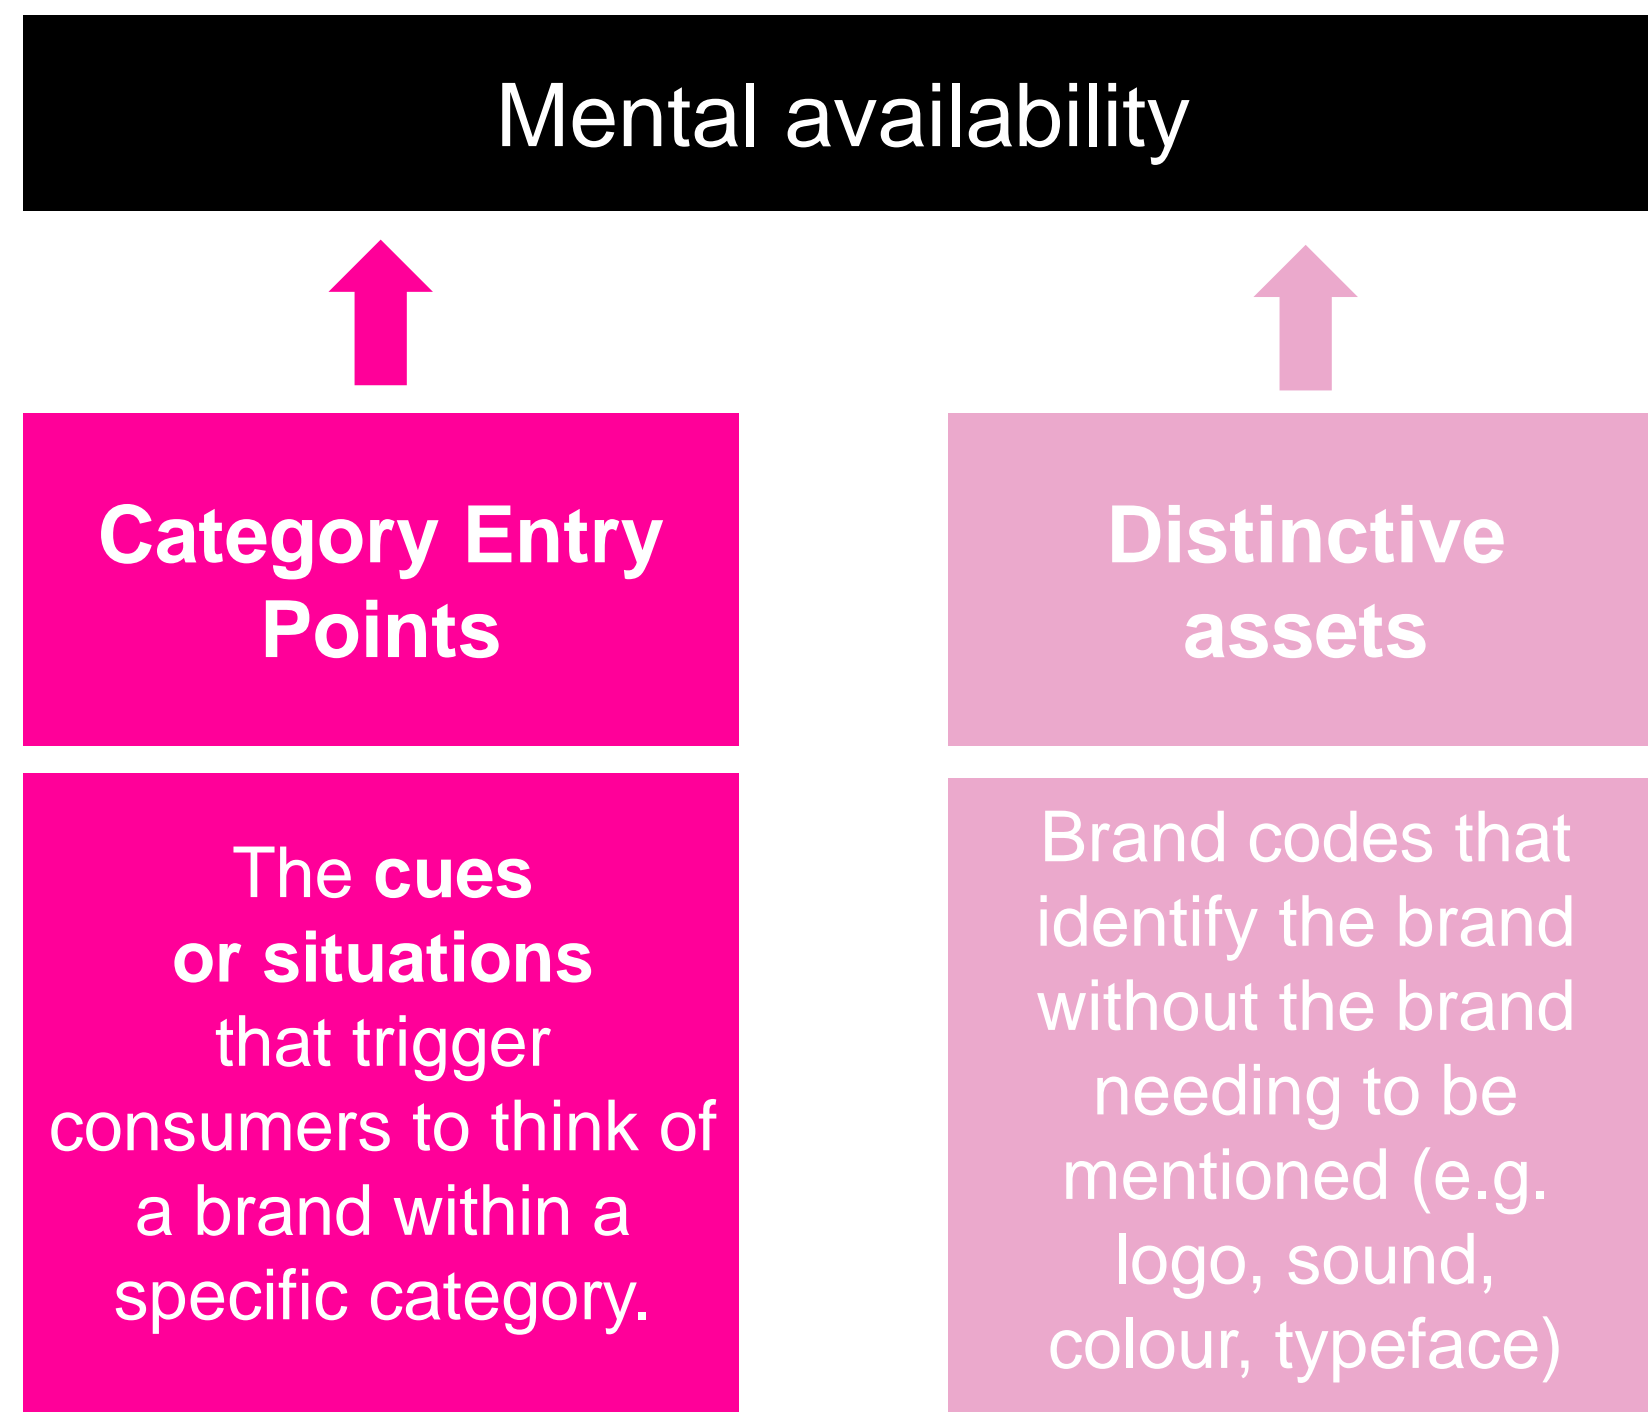 Mental availability
Category Entry
Points
Distinctive
assets
The cues
or situations
that trigger
consumers to think of
a brand within a
specific category.
Brand codes that
identify the brand
without the brand
needing to be
mentioned (e.g.
logo, sound,
colour, typeface)